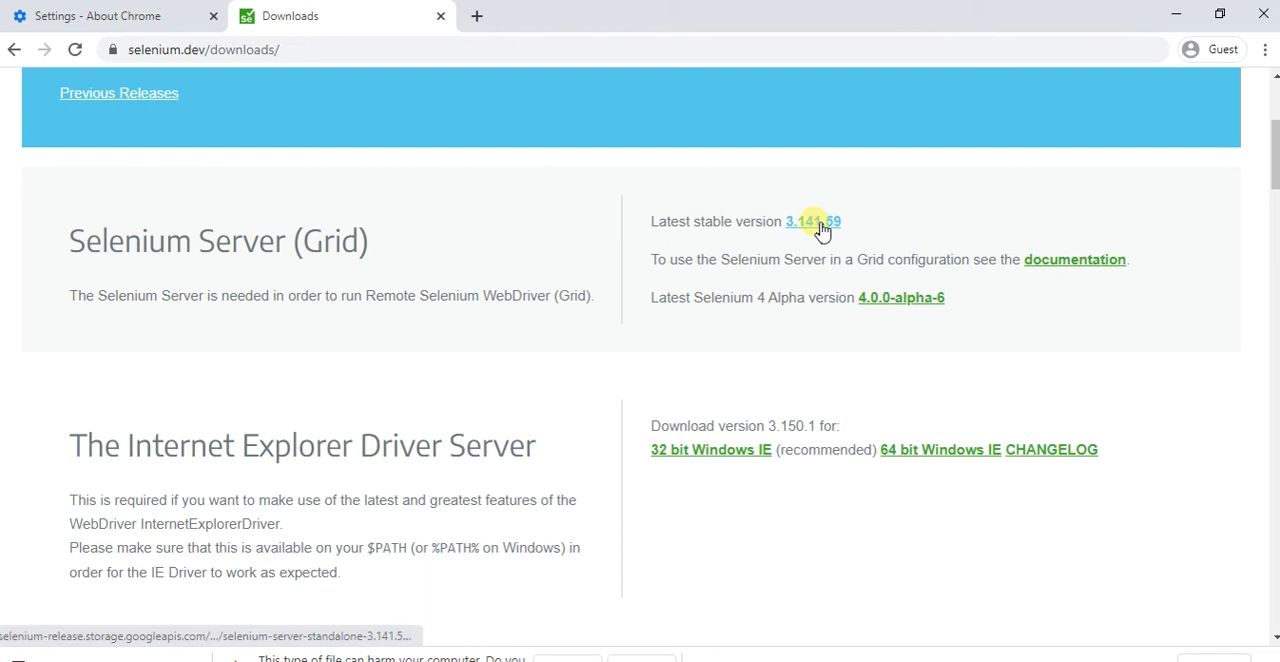 Settings - About Chrome
Downloads
selenium.dev/downloads/
Guest
Previous Releases
Selenium Server (Grid)
The Selenium Server is needed in order to run Remote Selenium WebDriver (Grid).
Latest stable version 3.141.59
To use the Selenium Server in a Grid configuration see the documentation.
Latest Selenium 4 Alpha version 4.0.0-alpha-6
The Internet Explorer Driver Server
This is required if you want to make use of the latest and greatest features of the
WebDriver InternetExplorerDriver.
Please make sure that this is available on your $PATH (or %PATH% on Windows) in
order for the IE Driver to work as expected.
Download version 3.150.1 for:
32 bit Windows IE (recommended) 64 bit Windows IE CHANGELOG
selenium-release.storage.googleapis.com/.../selenium-server-standalone-3.141.5...
This type of file can harm your computer. Do you